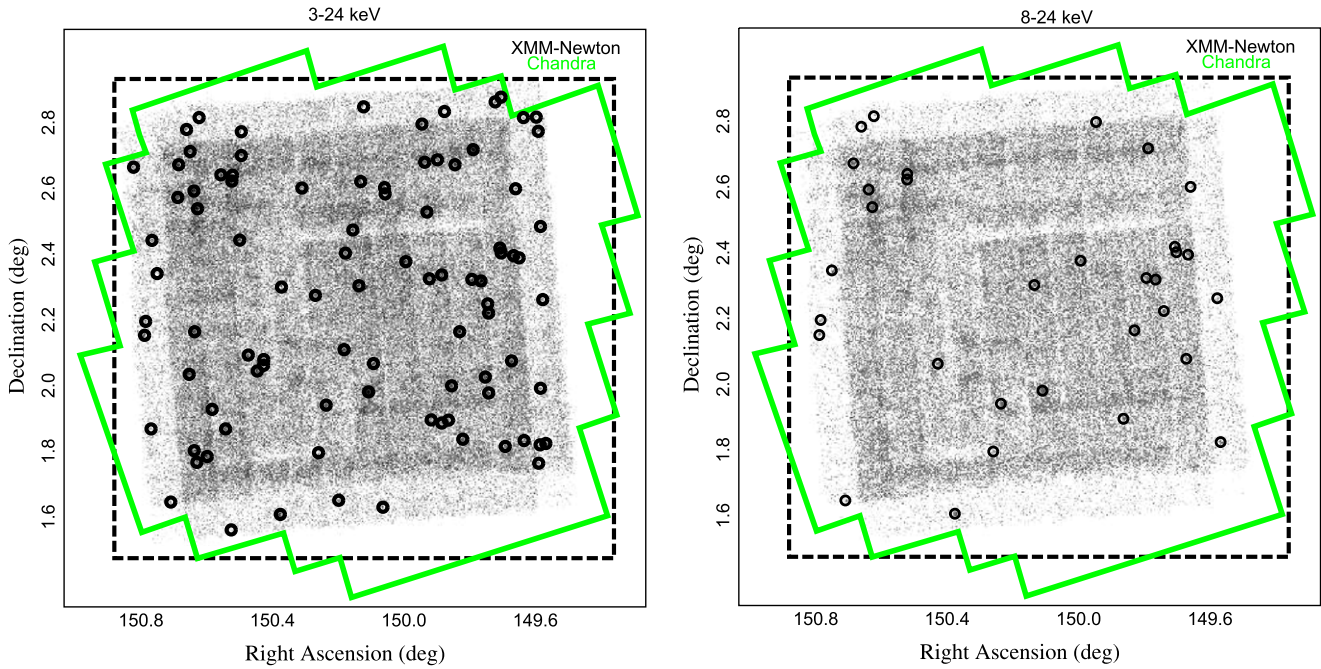 3-24 keV
XMM-Newton
Chandra
2.8
2.6
2.4
2.2
2.0
1.8
1.6
Declination (deg)
150.8 150.4 150.0 149.6
Right Ascension (deg)
8-24 keV
XMM-Newton
Chandra
2.8
2.6
2.4
2.2
2.0
1.8
1.6
Declination (deg)
150.8 150.4 150.0 149.6
Right Ascension (deg)